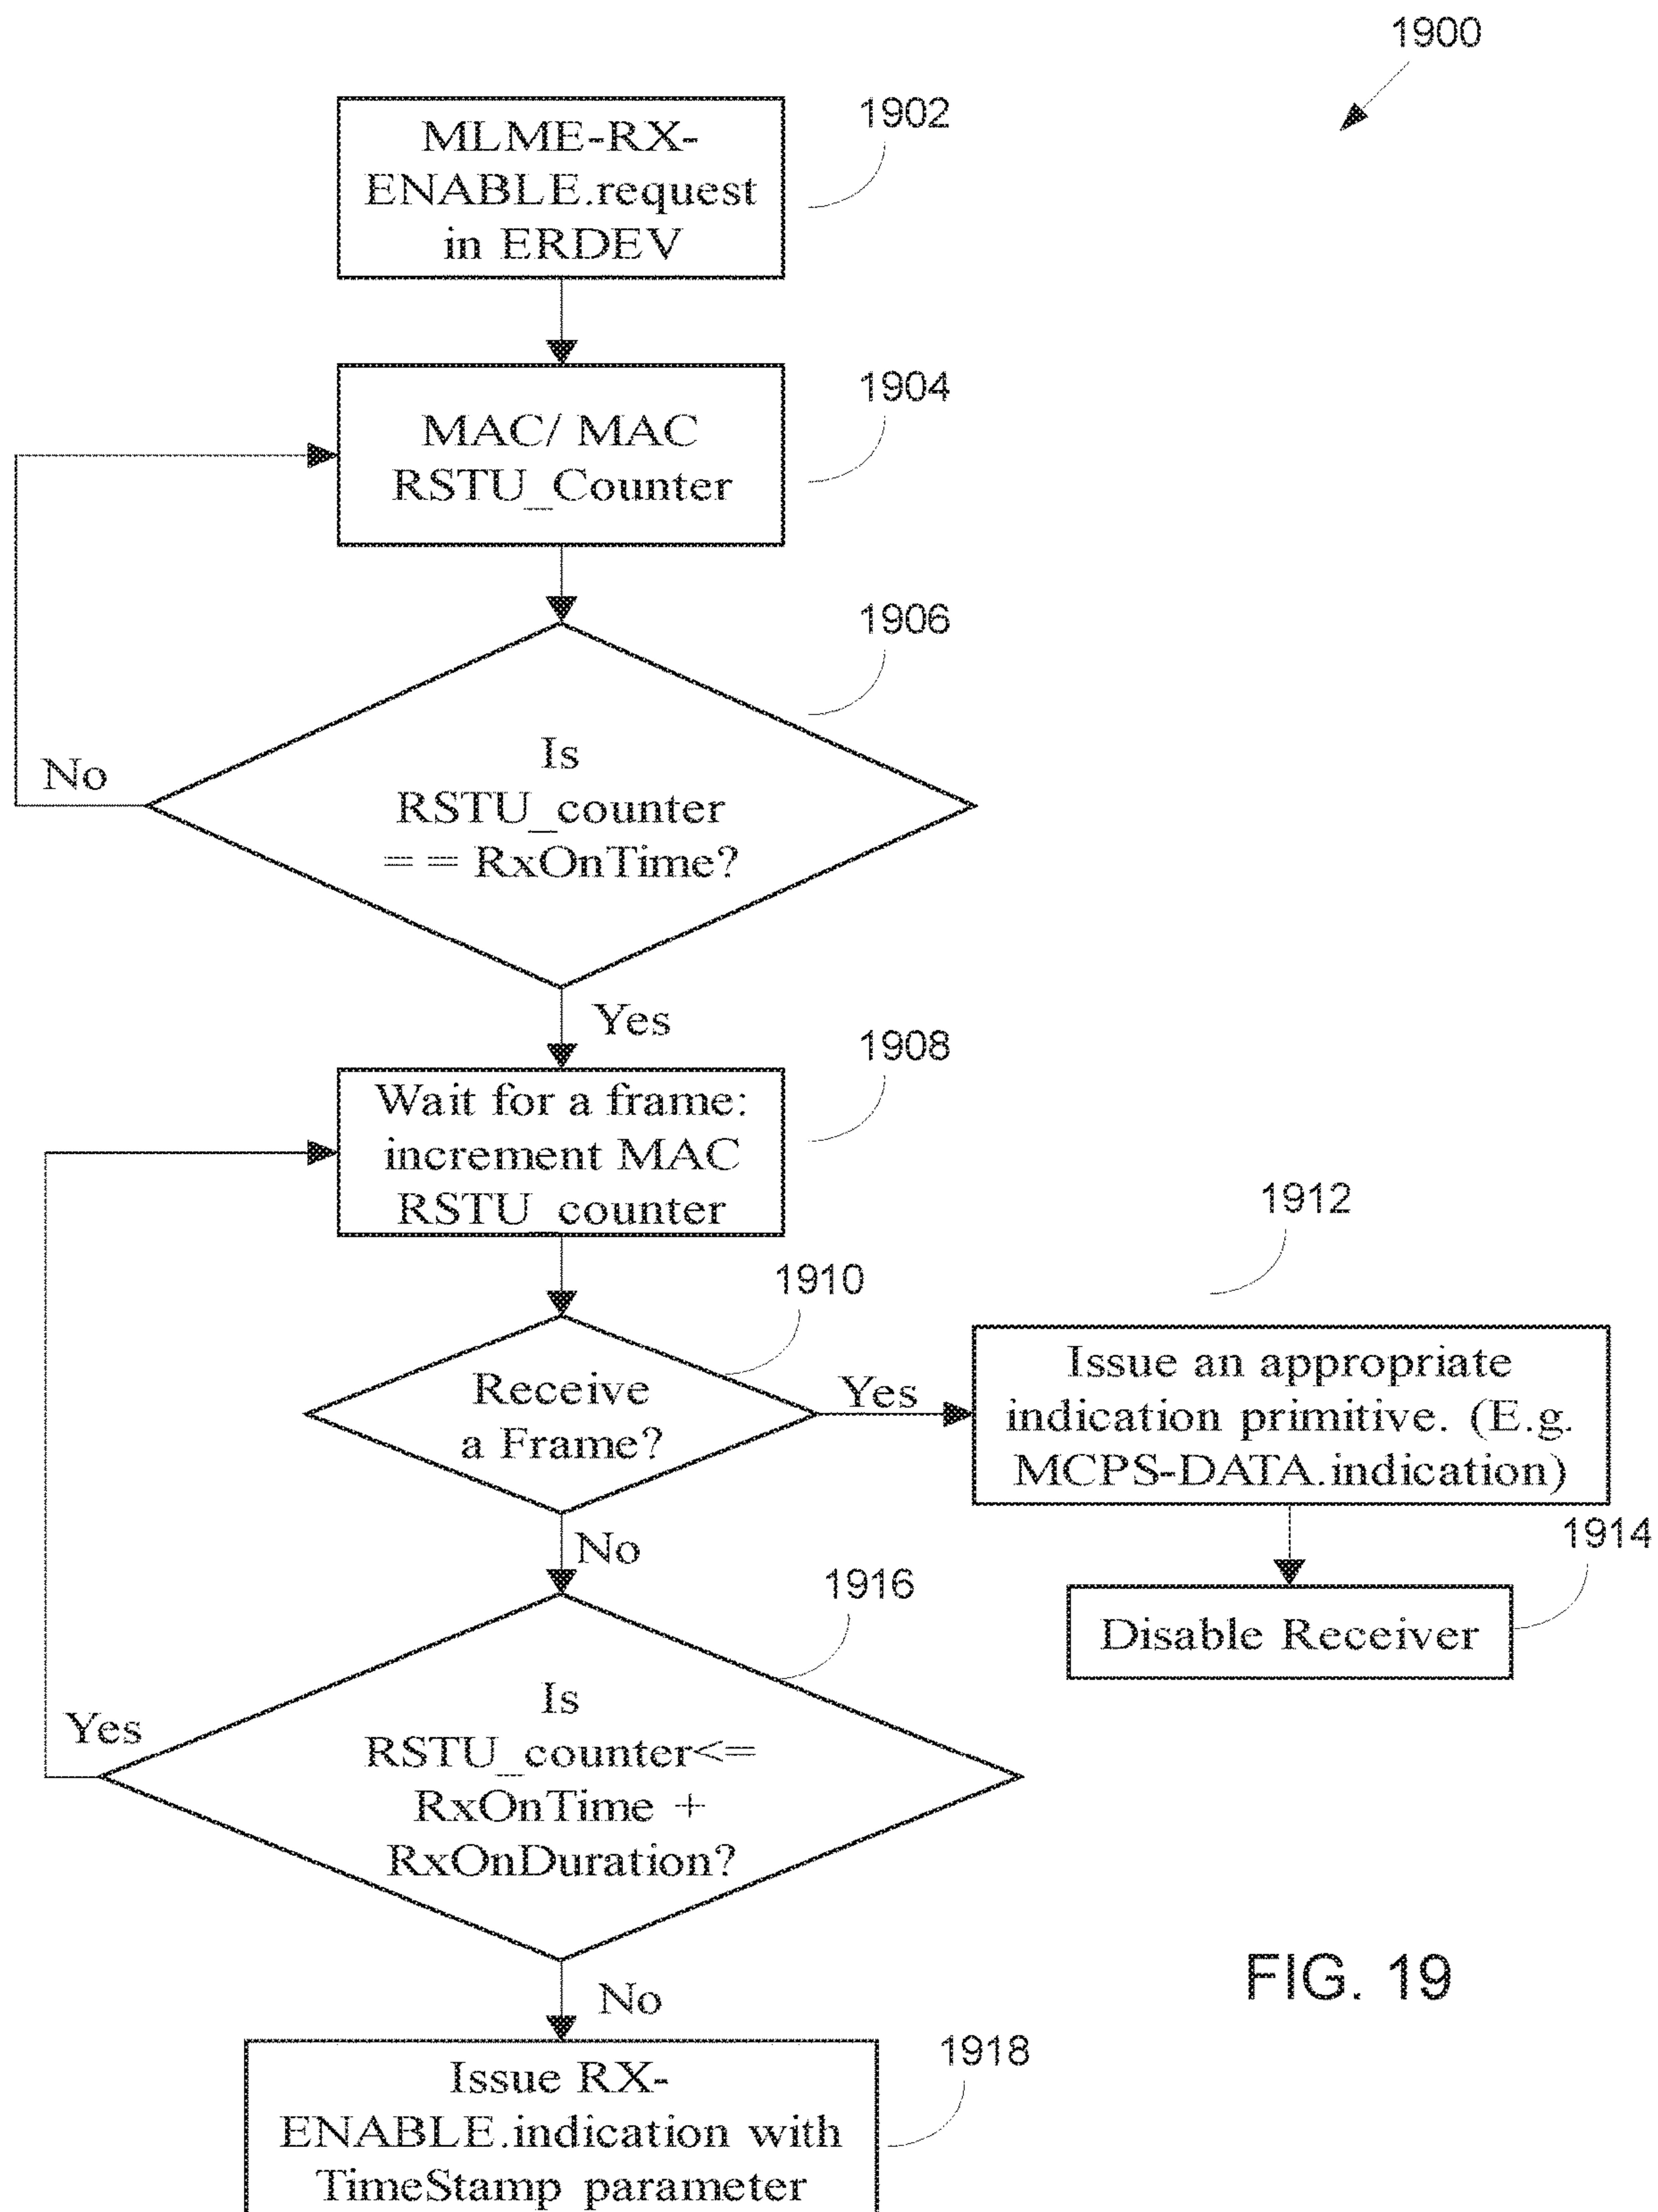 1900
1902
MLME-RX-
ENABLE.request
in ERDEV
1904
MAC/ MAC
RSTU_Counter
1906
Is
RSTU_counter
= = RxOnTime?
No
Yes
1908
Wait for a frame:
increment MAC
RSTU_counter
1910
Receive
a Frame?
Yes
1912
Issue an appropriate
indication primitive. (E.g.
MCPS-DATA.indication)
1914
Disable Receiver
No
1916
Is
RSTU_counter<=
RxOnTime +
RxOnDuration?
Yes
No
1918
Issue RX-
ENABLE.indication with
TimeStamp parameter
FIG. 19